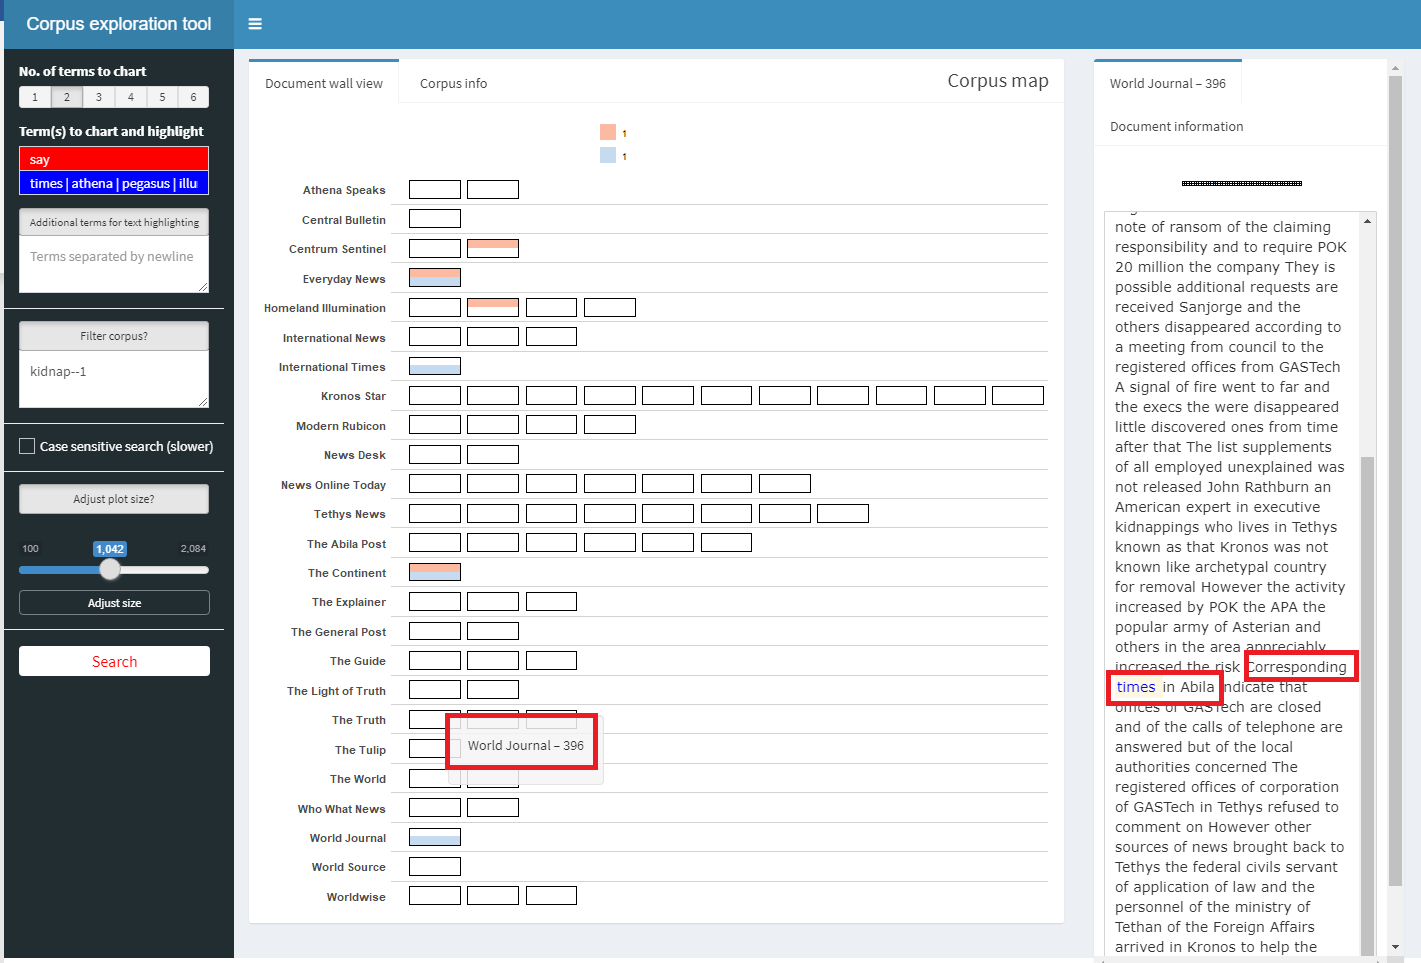 Corpus exploration tool
No. of terms to chart
1 2 3 4 5 6
Term(s) to chart and highlight
say
times | athena | pegasus | illu
Additional terms for text highlighting
Terms separated by newline
Filter corpus?
kidnap--1
Case sensitive search (slower)
Adjust plot size?
100 1,042 2,084
Adjust size
Search
Document wall view
Corpus info
Corpus map
1
1
Athena Speaks
Central Bulletin
Centrum Sentinel
Everyday News
Homeland Illumination
International News
International Times
Kronos Star
Modern Rubicon
News Desk
News Online Today
Tethys News
The Abila Post
The Continent
The Explainer
The General Post
The Guide
The Light of Truth
The Truth
The Tulip
The World
Who What News
World Journal
World Source
Worldwise
World Journal – 396
World Journal – 396
Document information
note of ransom of the claiming
responsibility and to require POK
20 million the company They is
possible additional requests are
received Sanjorge and the
others disappeared according to
a meeting from council to the
registered offices from GASTech
A signal of fire went to far and
the execs the were disappeared
little discovered ones from time
after that The list supplements
of all employed unexplained was
not released John Rathburn an
American expert in executive
kidnappings who lives in Tethys
known as that Kronos was not
known like archetypal country
for removal However the activity
increased by POK the APA the
popular army of Asterian and
others in the area appreciably
increased the risk Corresponding
times in Abila indicate that
offices of GASTech are closed
and of the calls of telephone are
answered but of the local
authorities concerned The
registered offices of corporation
of GASTech in Tethys refused to
comment on However other
sources of news brought back to
Tethys the federal civils servant
of application of law and the
personnel of the ministry of
Tethan of the Foreign Affairs
arrived in Kronos to help the